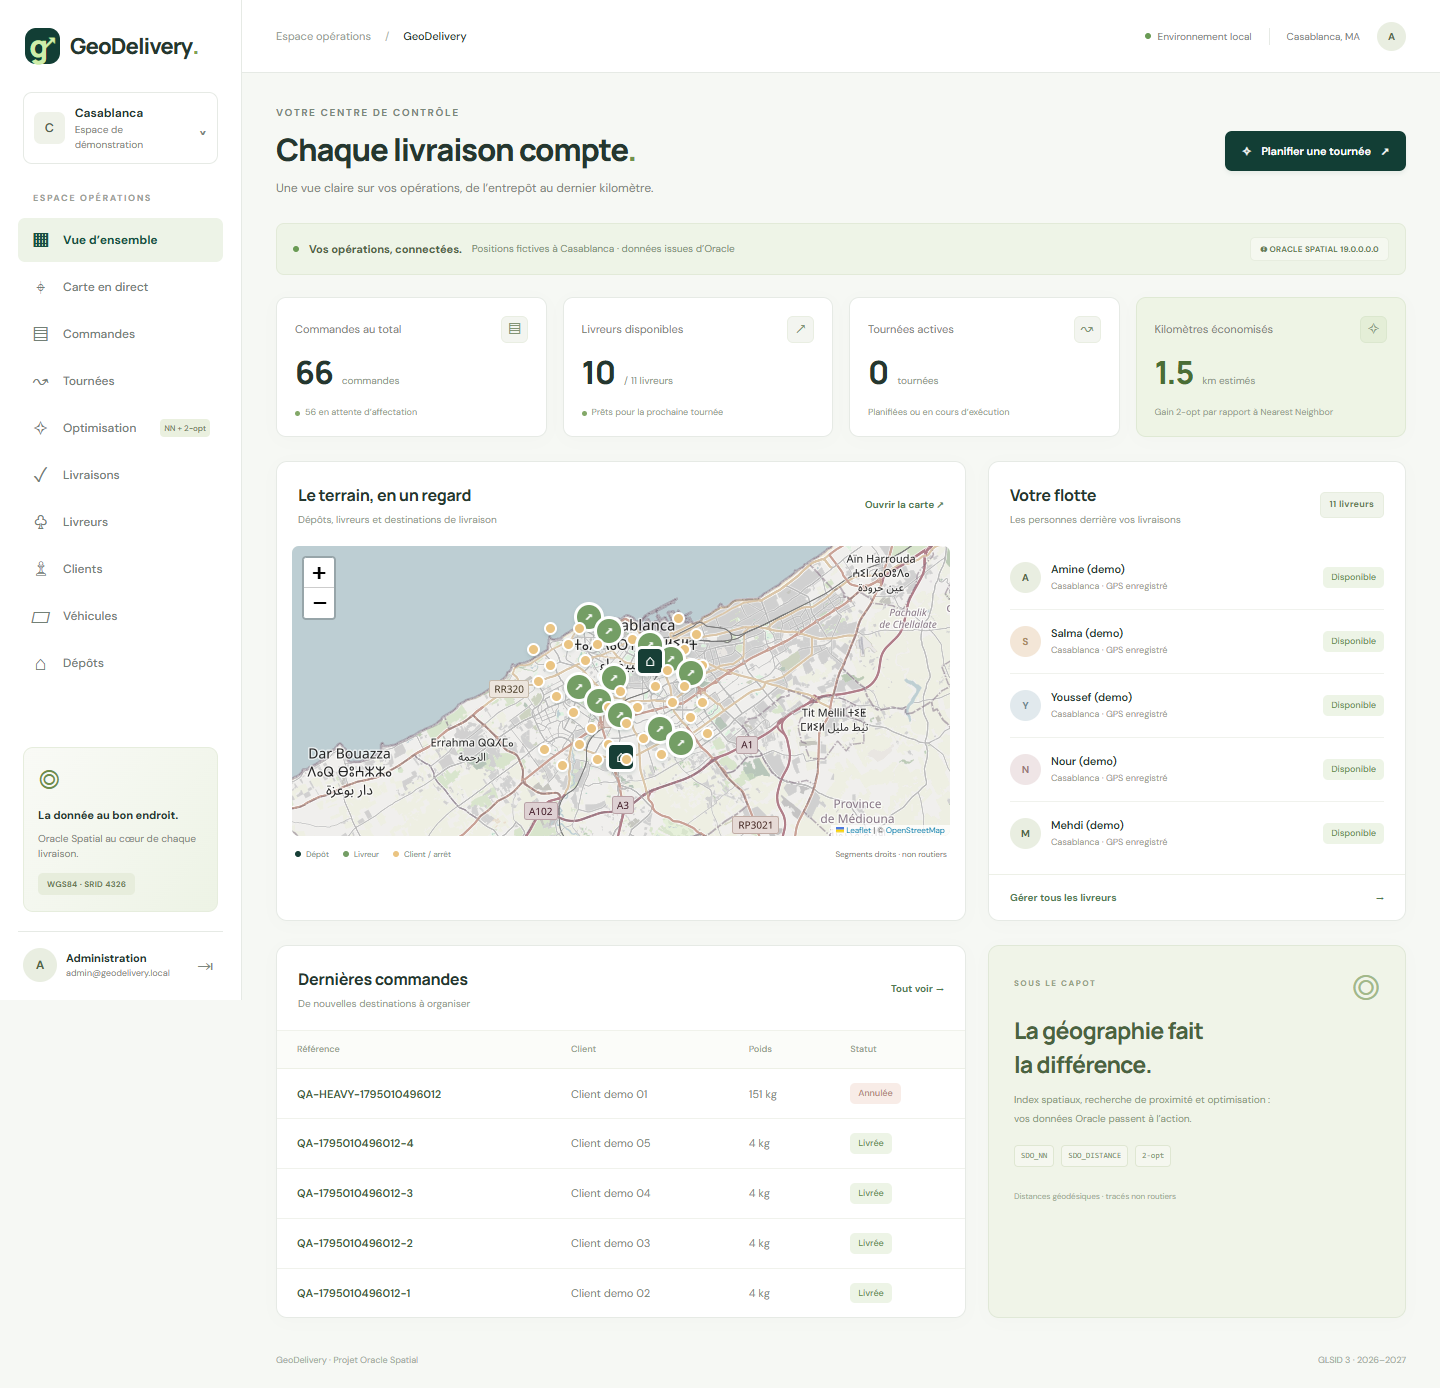 GeoDelivery.
C
Casablanca
Espace de
démonstration
ESPACE OPÉRATIONS
Vue d'ensemble
Carte en direct
Commandes
Tournées
Optimisation
NN + 2-opt
Livraisons
Livreurs
Clients
Véhicules
Dépôts
La donnée au bon endroit.
Oracle Spatial au cœur de chaque
livraison.
WGS84 · SRID 4326
A
Administration
admin@geodelivery.local
Espace opérations / GeoDelivery
Environnement local
Casablanca, MA
A
VOTRE CENTRE DE CONTRÔLE
Chaque livraison compte.
Une vue claire sur vos opérations, de l'entrepôt au dernier kilomètre.
Planifier une tournée ↗
Vos opérations, connectées. Positions fictives à Casablanca · données issues d'Oracle
ORACLE SPATIAL 19.0.0.0.0
Commandes au total
66 commandes
56 en attente d'affectation
Livreurs disponibles
10 / 11 livreurs
Prêts pour la prochaine tournée
Tournées actives
0 tournées
Planifiées ou en cours d'exécution
Kilomètres économisés
1.5 km estimés
Gain 2-opt par rapport à Nearest Neighbor
Le terrain, en un regard
Dépôts, livreurs et destinations de livraison
Ouvrir la carte ↗
+
−
Ain Harrouda
ⵄⵉⵏ ⵃⴰⵔⵓⴷⴰ
عين حرودة
Pachalik
de Chellalate
ablanca
RR320
Tit Mellil ⵜⵉⵟ
ⵎⵍⵍⵉⵍ تيط مليل
Errahma ⵕⵕⵃⵎⴰ
الرحمة
Dar Bouazza
ⴷⴰⵕ ⴱⵓⵄⵣⵣⴰ
دار بوعزة
A1
A102
A3
RP3021
Province
de Médiouna
Leaflet | © OpenStreetMap
Dépôt
Livreur
Client / arrêt
Segments droits · non routiers
Votre flotte
Les personnes derrière vos livraisons
11 livreurs
A
Amine (demo)
Casablanca · GPS enregistré
Disponible
S
Salma (demo)
Casablanca · GPS enregistré
Disponible
Y
Youssef (demo)
Casablanca · GPS enregistré
Disponible
N
Nour (demo)
Casablanca · GPS enregistré
Disponible
M
Mehdi (demo)
Casablanca · GPS enregistré
Disponible
Gérer tous les livreurs →
Dernières commandes
De nouvelles destinations à organiser
Tout voir →
Référence Client Poids Statut
QA-HEAVY-1795010496012 Client demo 01 151 kg Annulée
QA-1795010496012-4 Client demo 05 4 kg Livrée
QA-1795010496012-3 Client demo 04 4 kg Livrée
QA-1795010496012-2 Client demo 03 4 kg Livrée
QA-1795010496012-1 Client demo 02 4 kg Livrée
SOUS LE CAPOT
La géographie fait
la différence.
Index spatiaux, recherche de proximité et optimisation :
vos données Oracle passent à l'action.
SDO_NN SDO_DISTANCE 2-opt
Distances géodésiques · tracés non routiers
GeoDelivery · Projet Oracle Spatial
GLSID 3 · 2026–2027